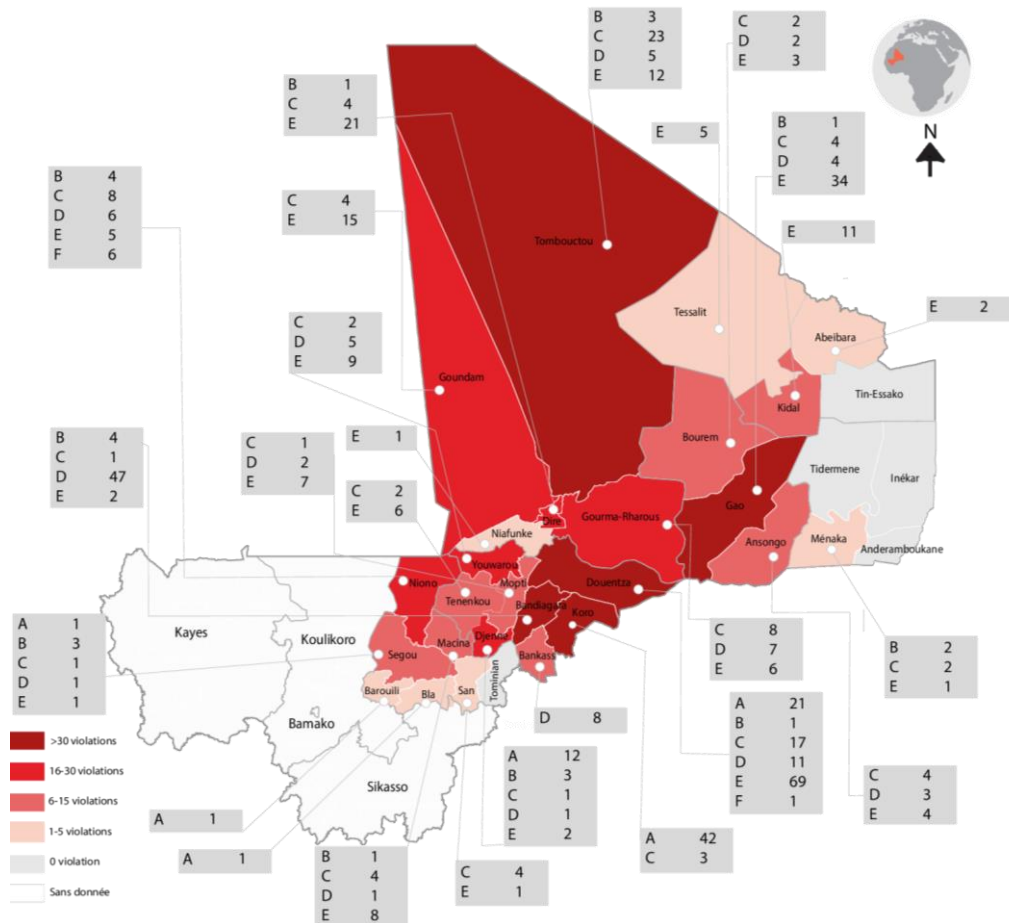 B 3
C 23
D 5
E 12
C 2
D 2
E 3
B 1
C 4
E 21
E 5
B 1
C 4
D 4
E 34
N
B 4
C 8
D 6
E 5
F 6
C 4
E 15
E 11
Tombouctou
E 2
Tessalit
Abeibara
C 2
D 5
E 9
Goundam
Kidal
Tin-Essako
B 4
C 1
D 47
E 2
C 1
D 2
E 7
E 1
Bourem
C 2
E 6
Tidermene
Inékar
Gao
Dire
Gourma-Rharous
Niafunke
Ansongo
Ménaka
Anderamboukane
Youwarou
Niono
Mopti
Douentza
Tenenkou
Bandiagara
Koro
A 1
B 3
C 1
D 1
E 1
Kayes
Koulikoro
Macina
Djenne
Segou
Bankass
Tominian
C 8
D 7
E 6
B 2
C 2
E 1
Barouili
Bla
San
Bamako
D 8
A 21
B 1
C 17
D 11
E 69
F 1
>30 violations
16-30 violations
6-15 violations
1-5 violations
0 violation
Sans donnée
Sikasso
A 12
B 3
C 1
D 1
E 2
C 4
D 3
E 4
A 1
A 42
C 3
A 1
B 1
C 4
D 1
E 8
C 4
E 1